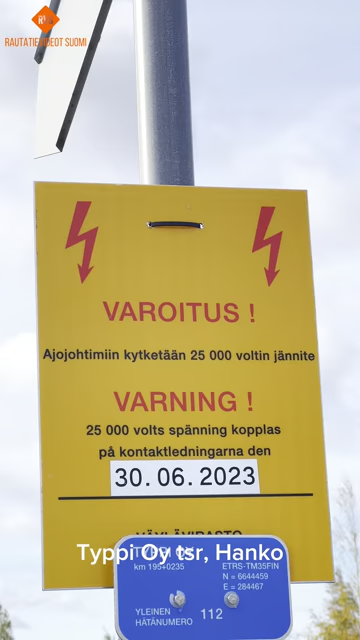 RAUTATIEVIDEOT SUOMI
VAROITUS !
Ajojohtimiin kytketään 25 000 voltin jännite
VARNING !
25 000 volts spänning kopplas
på kontaktledningarna den
30. 06. 2023
VÄYLÄVIRASTO
Typpi Oy tsr, Hanko
km 195+0235
ETRS-TM35FIN
N = 6644459
E = 284467
YLEINEN
HÄTÄNUMERO 112